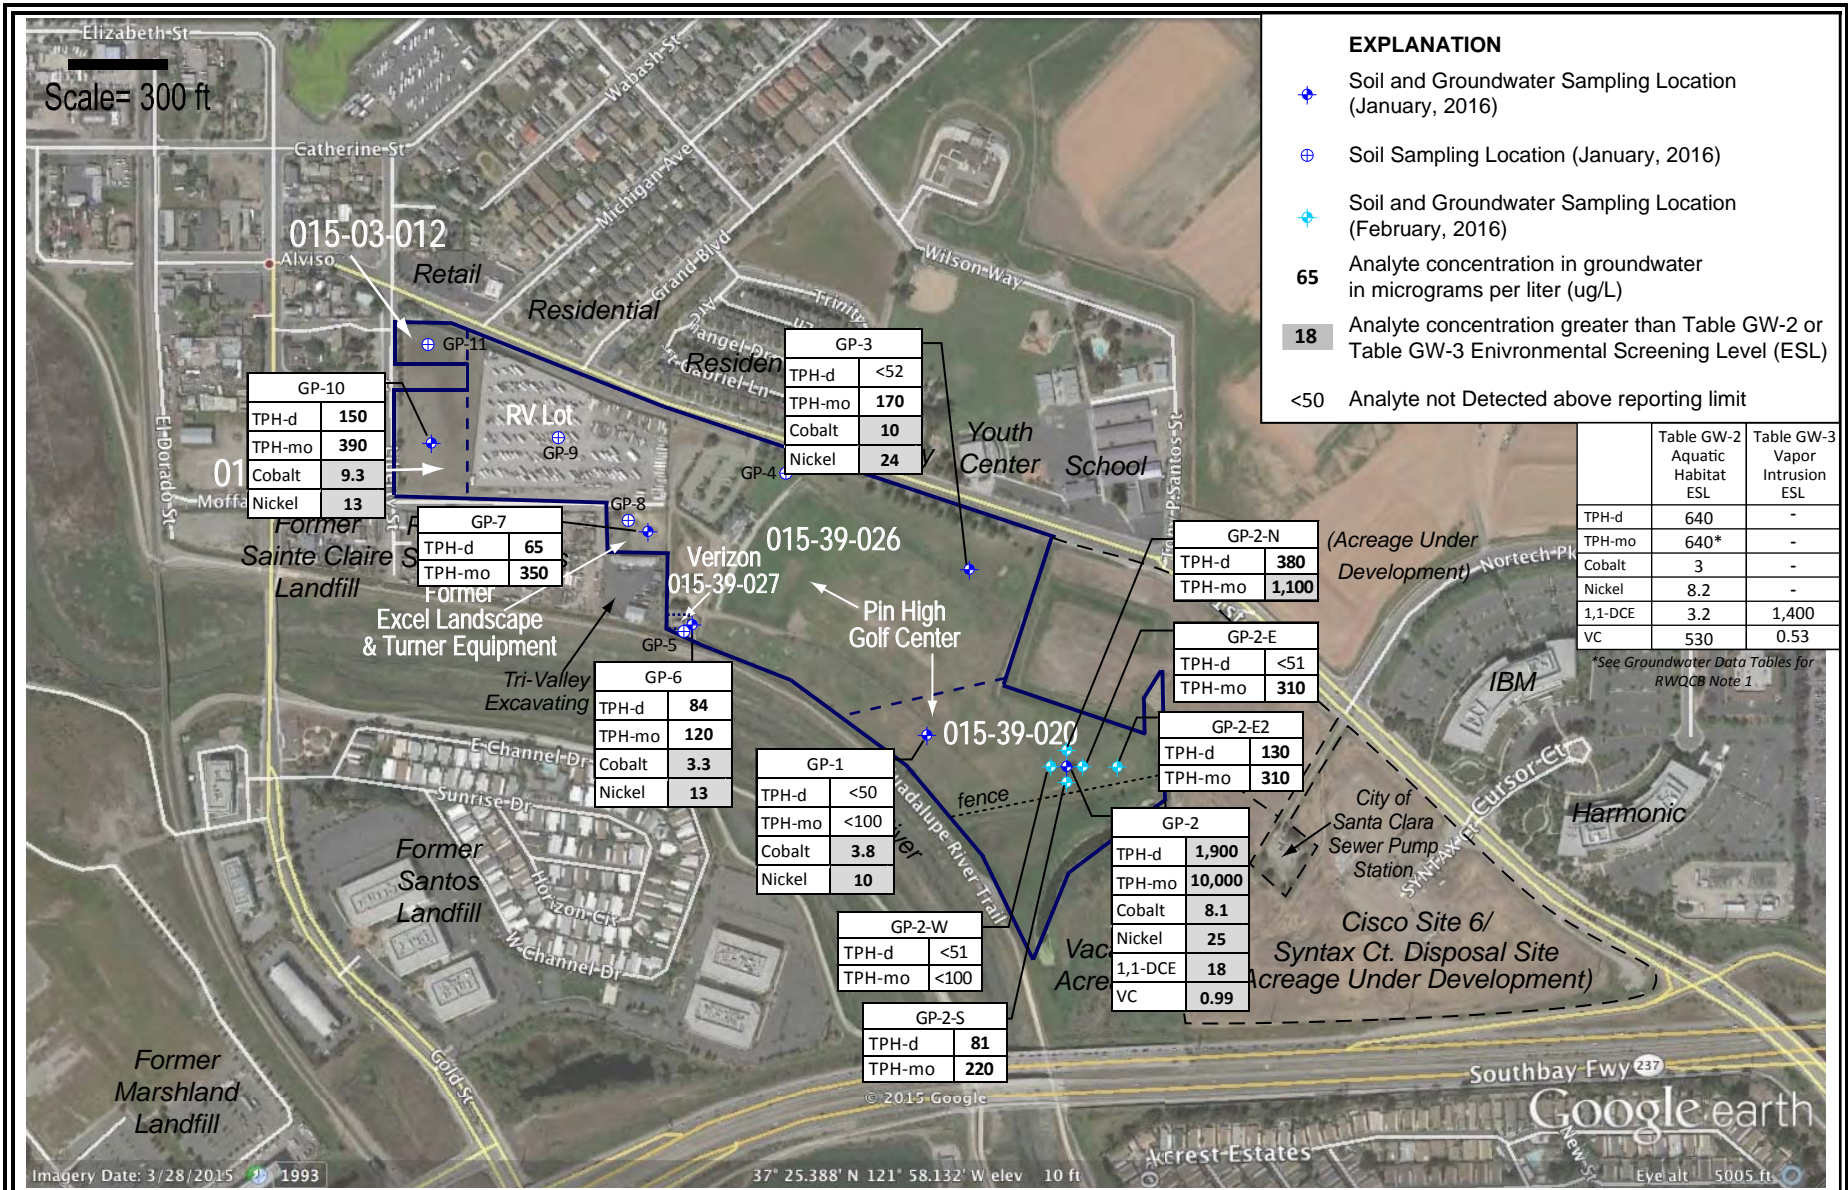 Elizabeth St
Scale= 300 ft
Catherine St
Wabash St
Michigan Ave
Grand Blvd
Wilson Way
015-03-012
Alviso
Retail
Residential
Trinity
Gabriel Ln
El Dorado St
GP-11
RV Lot
GP-9
GP-4
GP-8
GP-5
Youth
Center
School
Tony P Santos St
EXPLANATION
Soil and Groundwater Sampling Location
(January, 2016)
Soil Sampling Location (January, 2016)
Soil and Groundwater Sampling Location
(February, 2016)
65 Analyte concentration in groundwater
in micrograms per liter (ug/L)
18 Analyte concentration greater than Table GW-2 or
Table GW-3 Enivronmental Screening Level (ESL)
<50 Analyte not Detected above reporting limit
Table GW-2 Aquatic Habitat ESL
Table GW-3 Vapor Intrusion ESL
TPH-d 640 -
TPH-mo 640* -
Cobalt 3 -
Nickel 8.2 -
1,1-DCE 3.2 1,400
VC 530 0.53
*See Groundwater Data Tables for
RWQCB Note 1
GP-10
TPH-d 150
TPH-mo 390
Cobalt 9.3
Nickel 13
GP-3
TPH-d <52
TPH-mo 170
Cobalt 10
Nickel 24
GP-7
TPH-d 65
TPH-mo 350
GP-2-N
TPH-d 380
TPH-mo 1,100
GP-2-E
TPH-d <51
TPH-mo 310
GP-2-E2
TPH-d 130
TPH-mo 310
GP-6
TPH-d 84
TPH-mo 120
Cobalt 3.3
Nickel 13
GP-1
TPH-d <50
TPH-mo <100
Cobalt 3.8
Nickel 10
GP-2
TPH-d 1,900
TPH-mo 10,000
Cobalt 8.1
Nickel 25
1,1-DCE 18
VC 0.99
GP-2-W
TPH-d <51
TPH-mo <100
GP-2-S
TPH-d 81
TPH-mo 220
Former
Sainte Claire
Landfill
Former
Excel Landscape
& Turner Equipment
Verizon
015-39-027
015-39-026
Pin High
Golf Center
015-39-020
Tri-Valley
Excavating
fence
(Acreage Under
Development)
Nortech
IBM
Harmonic
Syntax Ct
Cursor Ct
City of
Santa Clara
Sewer Pump
Station
Cisco Site 6/
Syntax Ct. Disposal Site
Acreage Under Development)
E Channel Dr
Sunrise Dr
Horizon Cir
W Channel Dr
River Trail
Former
Santos
Landfill
Former
Marshland
Landfill
Gold St
Southbay Fwy 237
© 2015 Google
Google earth
New St
Acrest Estates
Imagery Date: 3/28/2015 1993
37° 25.388' N 121° 58.132' W elev 10 ft
Eye alt 5005 ft